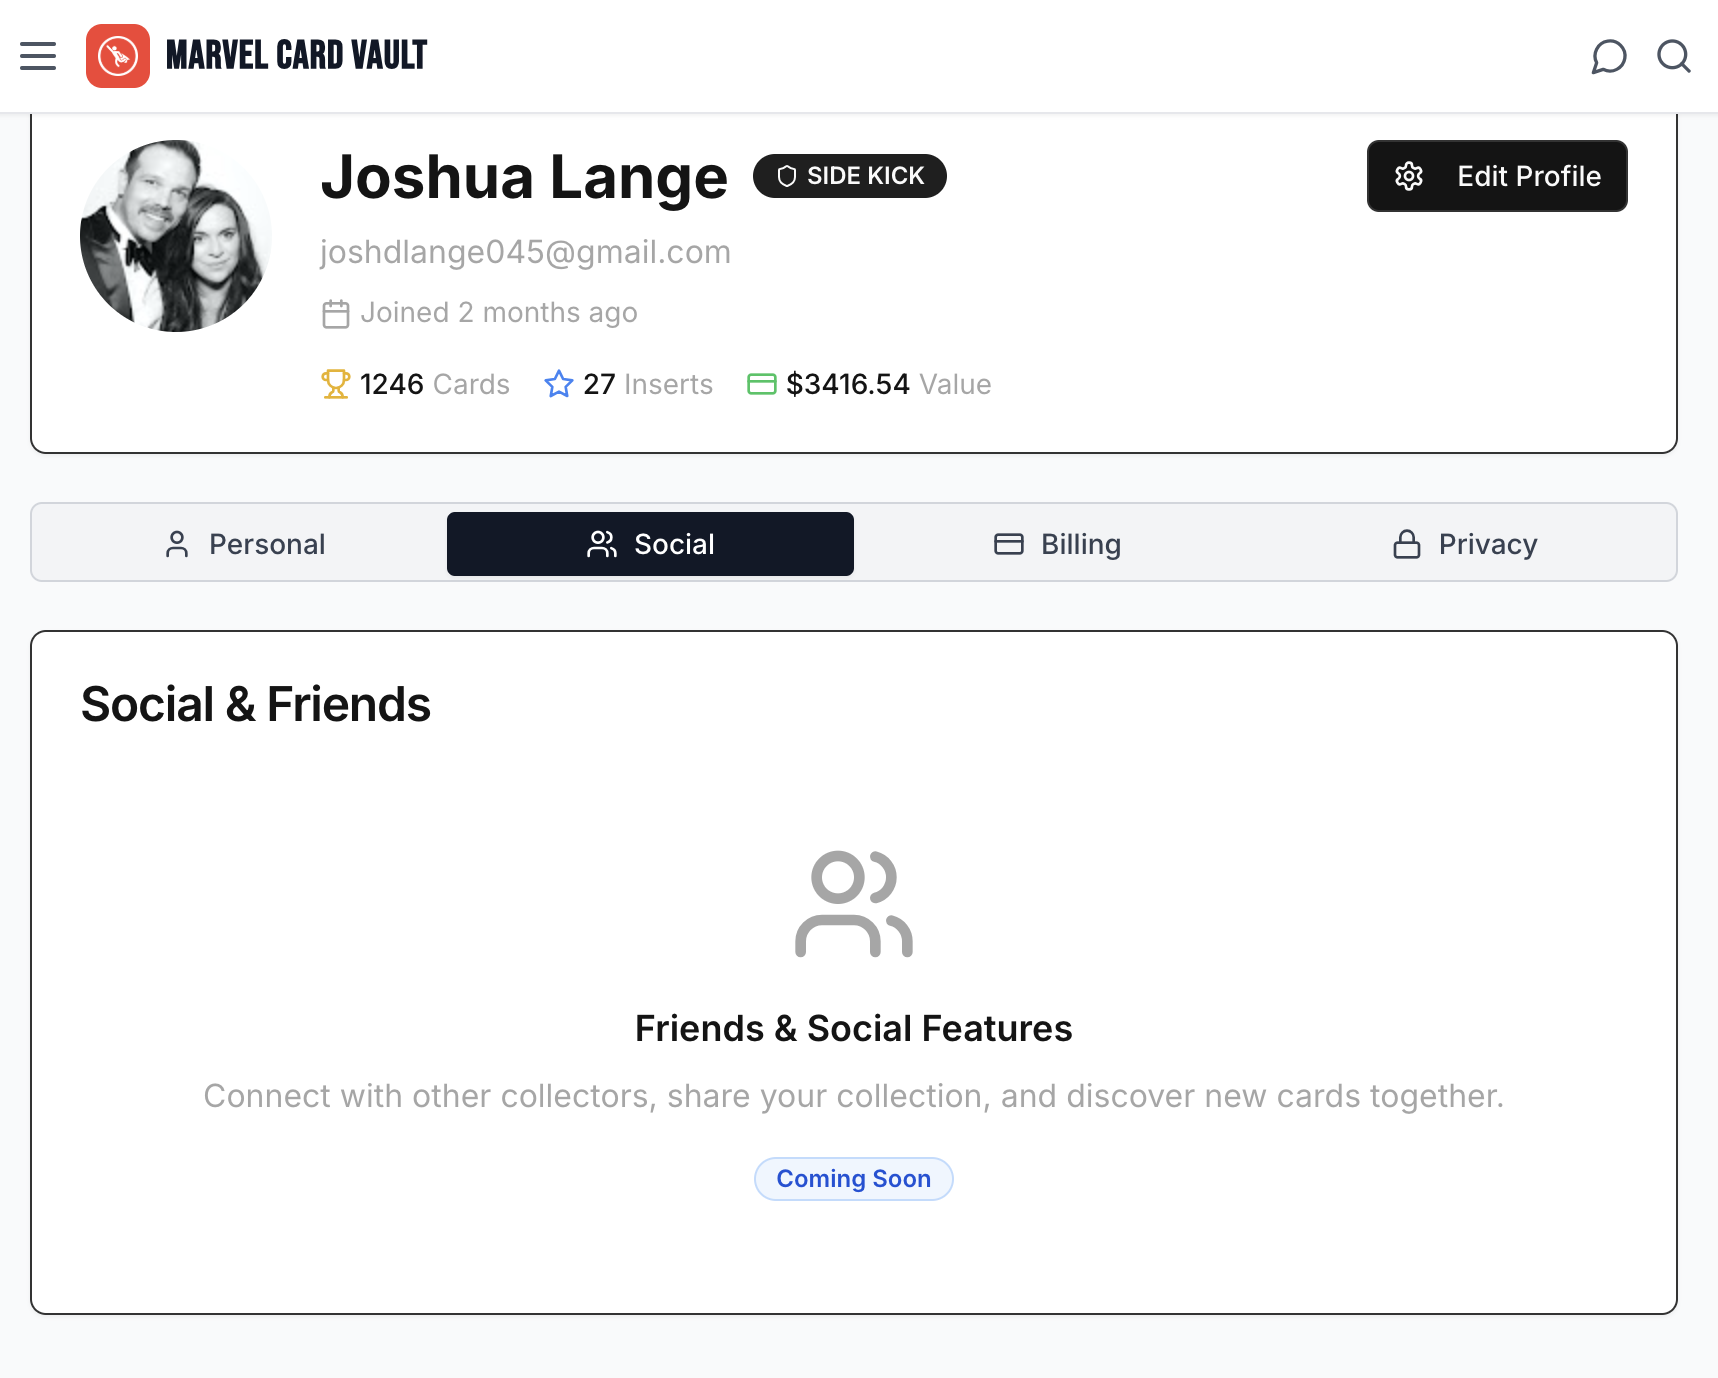 MARVEL CARD VAULT
Joshua Lange
SIDE KICK
Edit Profile
joshdlange045@gmail.com
Joined 2 months ago
1246 Cards
27 Inserts
$3416.54 Value
Personal
Social
Billing
Privacy
Social & Friends
Friends & Social Features
Connect with other collectors, share your collection, and discover new cards together.
Coming Soon